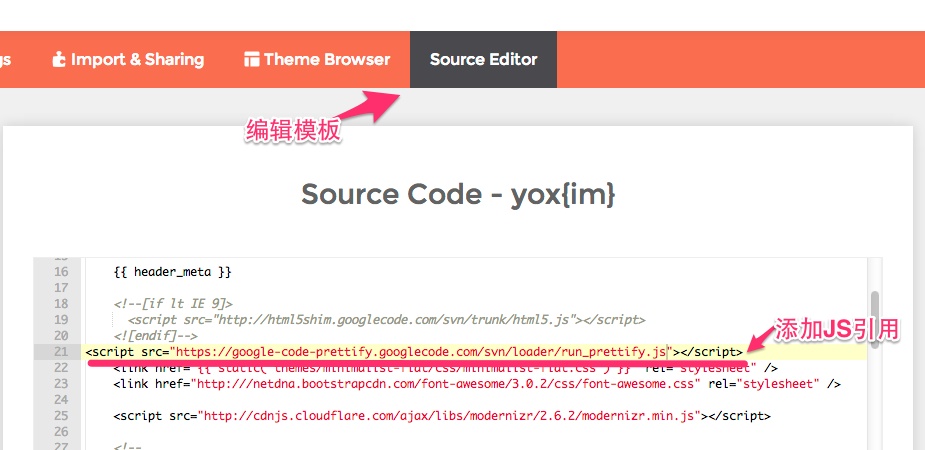 gs Import & Sharing Theme Browser Source Editor
编辑模板
Source Code - yox{im}
16 {{ header_meta }}
17
18 <!--[if lt IE 9]>
19 <script src="http://html5shim.googlecode.com/svn/trunk/html5.js"></script>
20 <![endif]-->
添加JS引用
21 <script src="https://google-code-prettify.googlecode.com/svn/loader/run_prettify.js"></script>
22 <link href="{{ static('themes/minimalist-flat/css/minimalist-flat.css') }}" rel="stylesheet" />
23 <link href="http:///netdna.bootstrapcdn.com/font-awesome/3.0.2/css/font-awesome.css" rel="stylesheet" />
24
25 <script src="http://cdnjs.cloudflare.com/ajax/libs/modernizr/2.6.2/modernizr.min.js"></script>
26
27 <!--